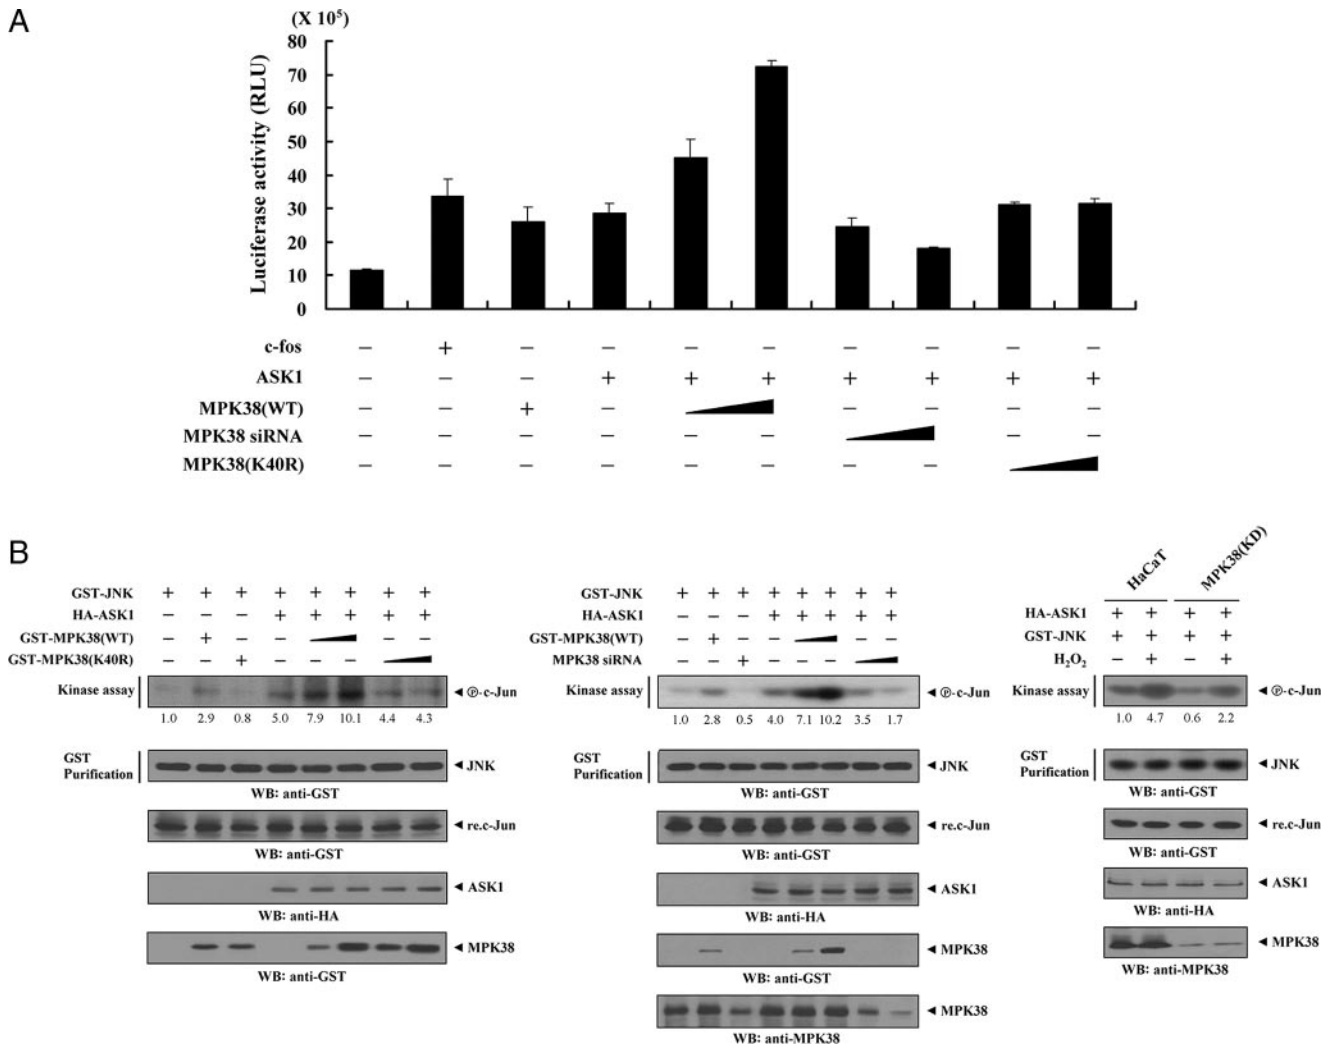 A
(X 10⁵)
Luciferase activity (RLU)
80
70
60
50
40
30
20
10
0
c-fos – + – – – – – – – –
ASK1 – – – + + + + + + +
MPK38(WT) – – + – – – – –
MPK38 siRNA – – – – – – – –
MPK38(K40R) – – – – – – – –
B
GST-JNK + + + + + + + +
HA-ASK1 – – – + + + + +
GST-MPK38(WT) – + – – – –
GST-MPK38(K40R) – – + – – –
Kinase assay ◄ Ⓟ-c-Jun
1.0 2.9 0.8 5.0 7.9 10.1 4.4 4.3
GST Purification ◄ JNK
WB: anti-GST
◄ re.c-Jun
WB: anti-GST
◄ ASK1
WB: anti-HA
◄ MPK38
WB: anti-GST
GST-JNK + + + + + + + +
HA-ASK1 – – – + + + + +
GST-MPK38(WT) – + – – – –
MPK38 siRNA – – + – – –
Kinase assay ◄ Ⓟ-c-Jun
1.0 2.8 0.5 4.0 7.1 10.2 3.5 1.7
GST Purification ◄ JNK
WB: anti-GST
◄ re.c-Jun
WB: anti-GST
◄ ASK1
WB: anti-HA
◄ MPK38
WB: anti-GST
◄ MPK38
WB: anti-MPK38
HaCaT MPK38(KD)
HA-ASK1 + + + +
GST-JNK + + + +
H₂O₂ – + – +
Kinase assay ◄ Ⓟ-c-Jun
1.0 4.7 0.6 2.2
GST Purification ◄ JNK
WB: anti-GST
◄ re.c-Jun
WB: anti-GST
◄ ASK1
WB: anti-HA
◄ MPK38
WB: anti-MPK38